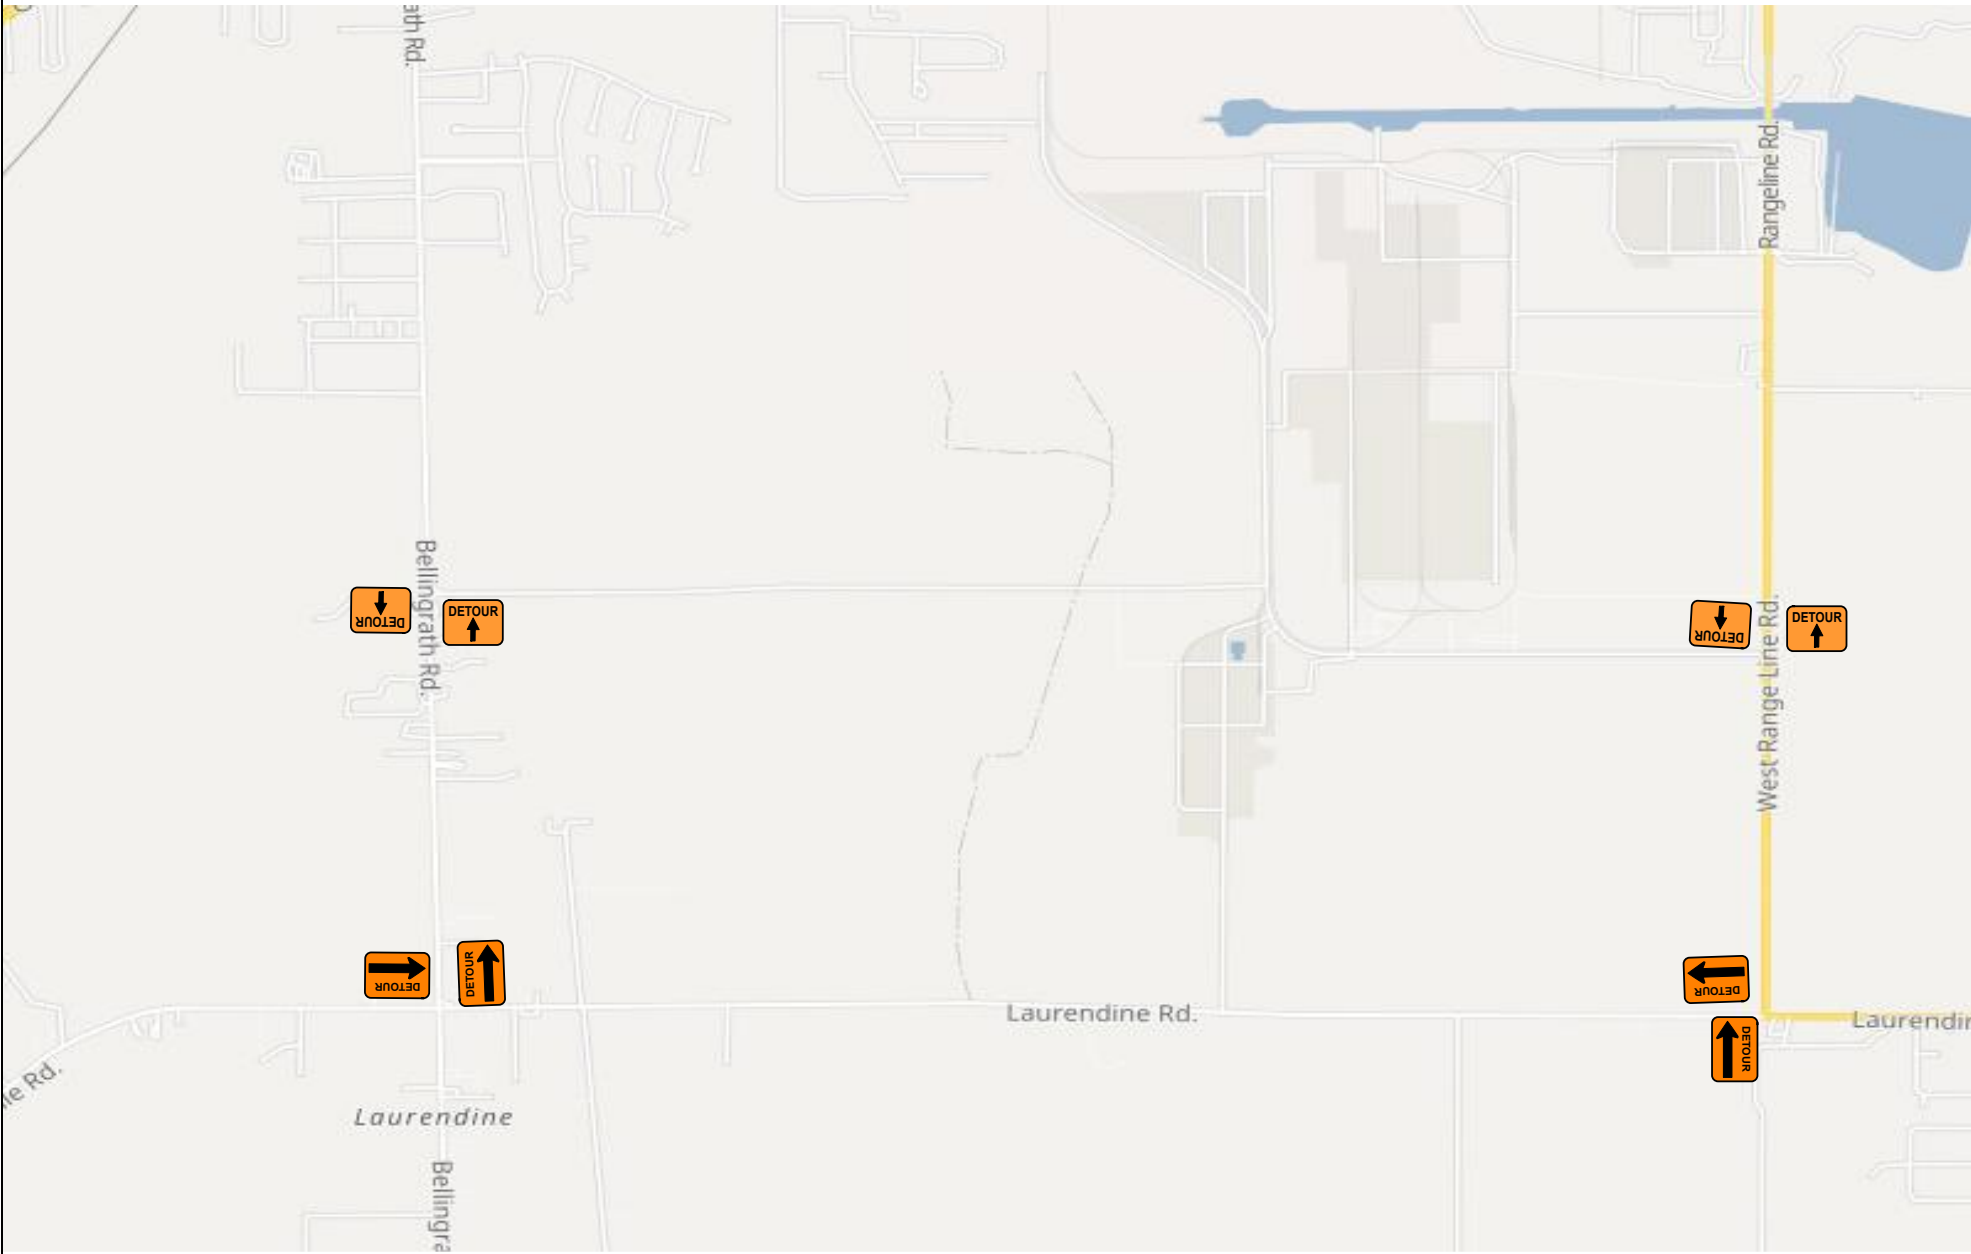 ath Rd.
Rangeline Rd.
Bellingrath Rd.
DETOUR
DETOUR
DETOUR
DETOUR
West Range Line Rd.
DETOUR
DETOUR
DETOUR
DETOUR
Laurendine Rd.
Laurendin
le Rd.
Laurendine
Bellingra